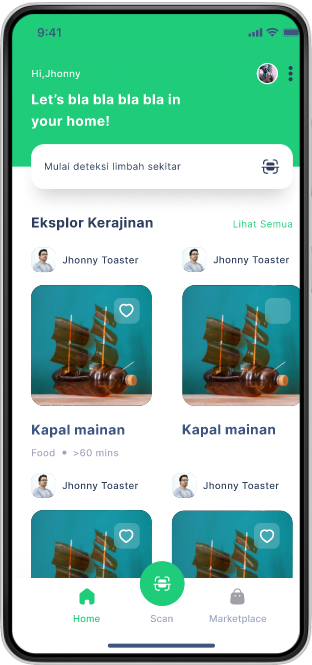 9:41
Hi,Jhonny
Let's bla bla bla bla in
your home!
Mulai deteksi limbah sekitar
Eksplor Kerajinan
Lihat Semua
Jhonny Toaster
Jhonny Toaster
Kapal mainan
Kapal mainan
Food • >60 mins
Jhonny Toaster
Jhonny Toaster
Home
Scan
Marketplace